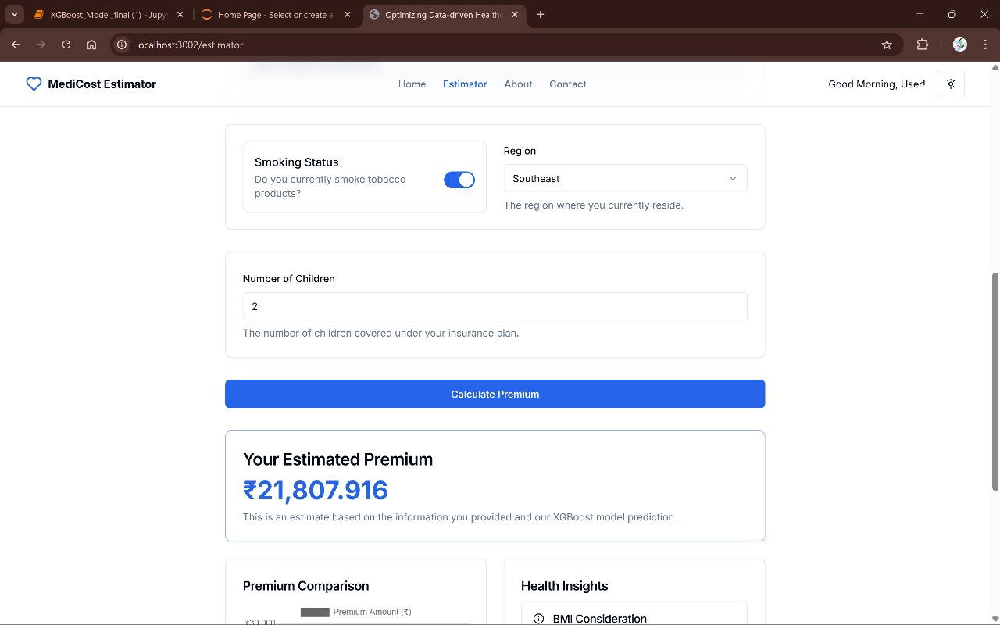 XGBoost_Model_final (1) - Jupyt
Home Page - Select or create a
Optimizing Data-driven Healthc
localhost:3002/estimator
MediCost Estimator
Home
Estimator
About
Contact
Good Morning, User!
Smoking Status
Do you currently smoke tobacco
products?
Region
Southeast
The region where you currently reside.
Number of Children
2
The number of children covered under your insurance plan.
Calculate Premium
Your Estimated Premium
₹21,807.916
This is an estimate based on the information you provided and our XGBoost model prediction.
Premium Comparison
Premium Amount (₹)
₹30,000
Health Insights
BMI Consideration